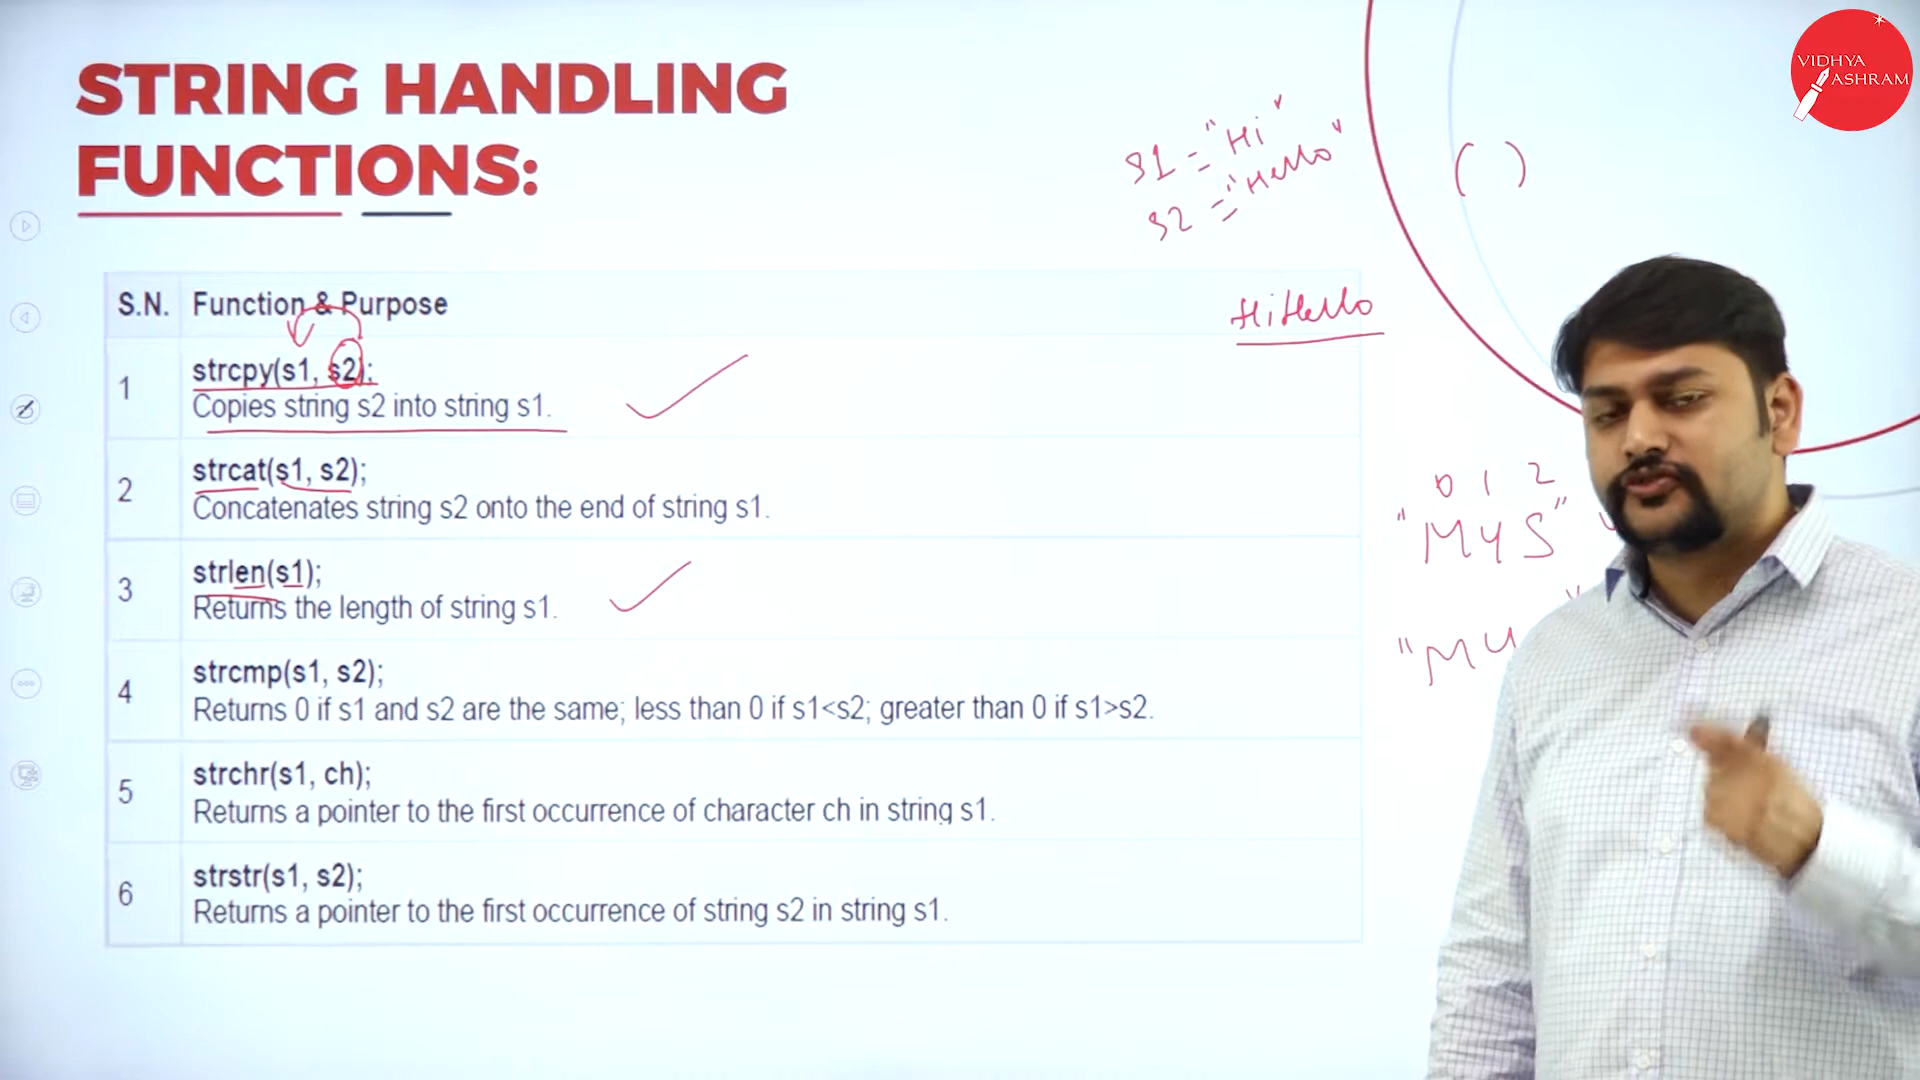 VIDHYA
ASHRAM
STRING HANDLING
FUNCTIONS:
S1 = "Hi"
S2 = "Hello"
( )
S.N. Function & Purpose
HiHello
1
strcpy(s1, s2);
Copies string s2 into string s1.
2
strcat(s1, s2);
Concatenates string s2 onto the end of string s1.
3
strlen(s1);
Returns the length of string s1.
4
strcmp(s1, s2);
Returns 0 if s1 and s2 are the same; less than 0 if s1<s2; greater than 0 if s1>s2.
5
strchr(s1, ch);
Returns a pointer to the first occurrence of character ch in string s1.
6
strstr(s1, s2);
Returns a pointer to the first occurrence of string s2 in string s1.
0 1 2
"MYS"